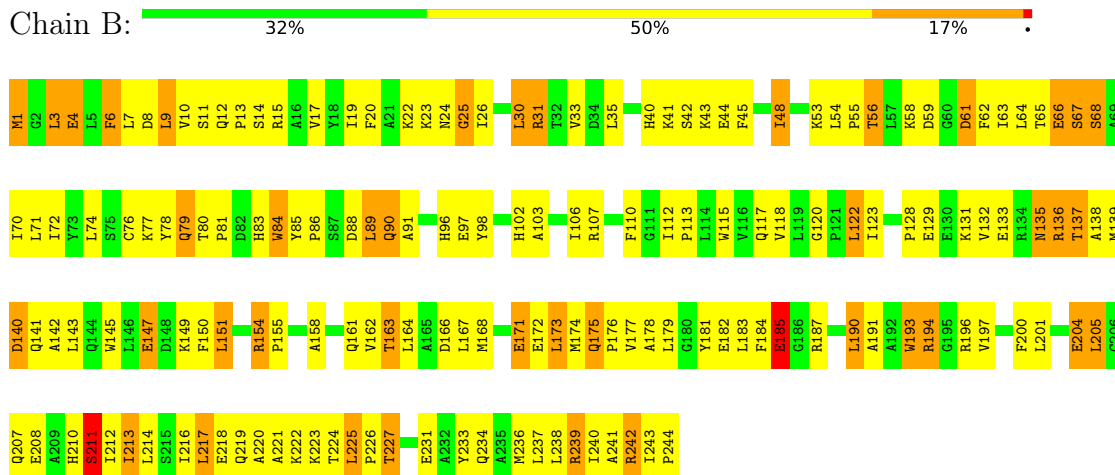 Chain B:
32% 50% 17% •
M1 G2 L3 E4 L5 F6 L7 D8 L9 V10 S11 Q12 P13 S14 R15 A16 V17 Y18 I19 F20 A21 K22 K23 N24 G25 I26 L30 R31 T32 V33 D34 L35 H40 K41 S42 K43 E44 F45 I48 K53 L54 P55 T56 L57 K58 D59 G60 D61 F62 I63 L64 T65 E66 S67 S68 A69
I70 L71 I72 Y73 L74 S75 C76 K77 Y78 Q79 T80 P81 D82 H83 W84 Y85 P86 S87 D88 L89 Q90 A91 H96 E97 Y98 H102 A103 I106 R107 F110 G111 I112 P113 L114 W115 V116 Q117 V118 L119 G120 P121 L122 I123 P128 E129 E130 K131 V132 E133 R134 N135 R136 T137 A138 M139
D140 Q141 A142 L143 Q144 W145 L146 E147 D148 K149 F150 L151 R154 P155 A158 Q161 V162 T163 L164 A165 D166 L167 M168 E171 E172 L173 M174 Q175 P176 V177 A178 L179 G180 Y181 E182 L183 F184 E185 G186 R187 L190 A191 A192 W193 R194 G195 R196 V197 F200 L201 E204 L205 G206
Q207 E208 A209 H210 S211 I212 I213 L214 S215 I216 L217 E218 Q219 A220 A221 K222 K223 T224 L225 P226 T227 E231 A232 Y233 Q234 A235 M236 L237 L238 R239 I240 A241 R242 I243 P244